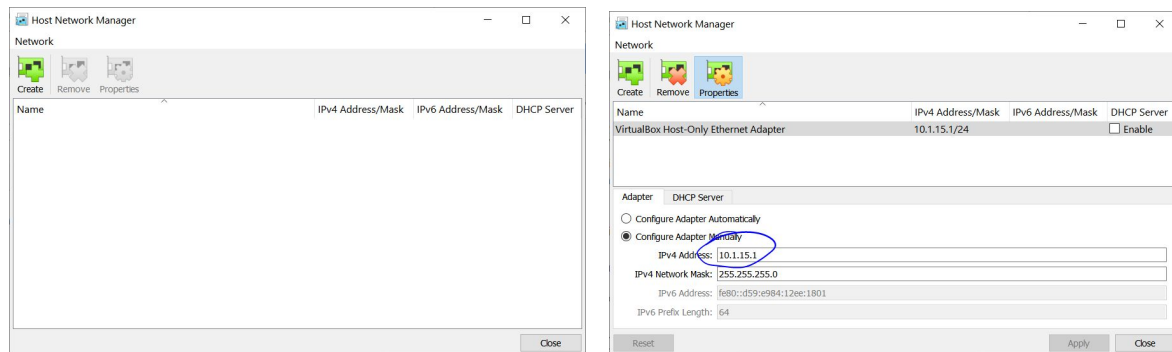 Host Network Manager
Network
Create Remove Properties
Name IPv4 Address/Mask IPv6 Address/Mask DHCP Server
Close
Host Network Manager
Network
Create Remove Properties
Name IPv4 Address/Mask IPv6 Address/Mask DHCP Server
VirtualBox Host-Only Ethernet Adapter 10.1.15.1/24 Enable
Adapter DHCP Server
Configure Adapter Automatically
Configure Adapter Manually
IPv4 Address: 10.1.15.1
IPv4 Network Mask: 255.255.255.0
IPv6 Address: fe80::d59:e984:12ee:1801
IPv6 Prefix Length: 64
Reset Apply Close